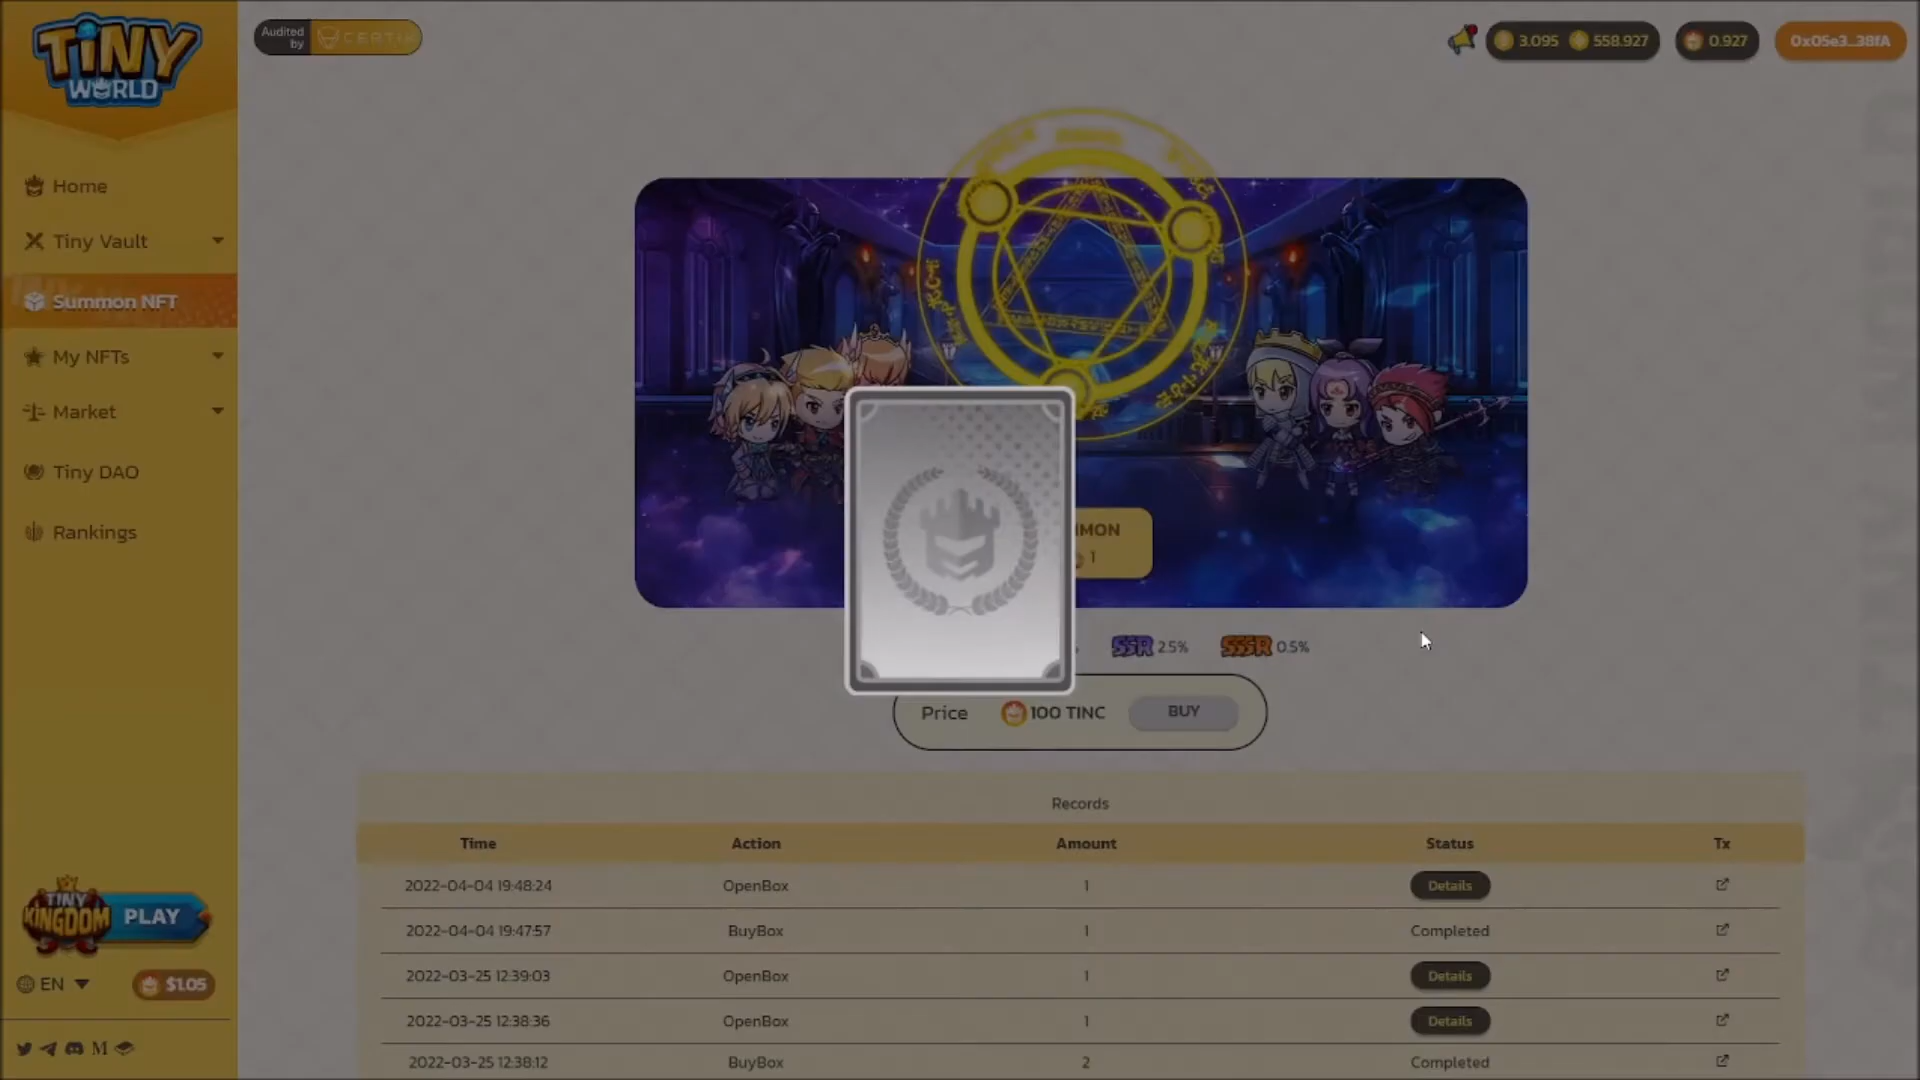 TINY
WORLD
Audited
by
CERTIK
3.095
558.927
0.927
0x05e3...38fA
Home
Tiny Vault
Summon NFT
My NFTs
Market
Tiny DAO
Rankings
TINY
KINGDOM
PLAY
EN
$1.05
MON
1
SSR 2.5%
SSSR 0.5%
Price
100 TINC
BUY
Records
Time Action Amount Status Tx
2022-04-04 19:48:24 OpenBox 1 Details
2022-04-04 19:47:57 BuyBox 1 Completed
2022-03-25 12:39:03 OpenBox 1 Details
2022-03-25 12:38:36 OpenBox 1 Details
2022-03-25 12:38:12 BuyBox 2 Completed